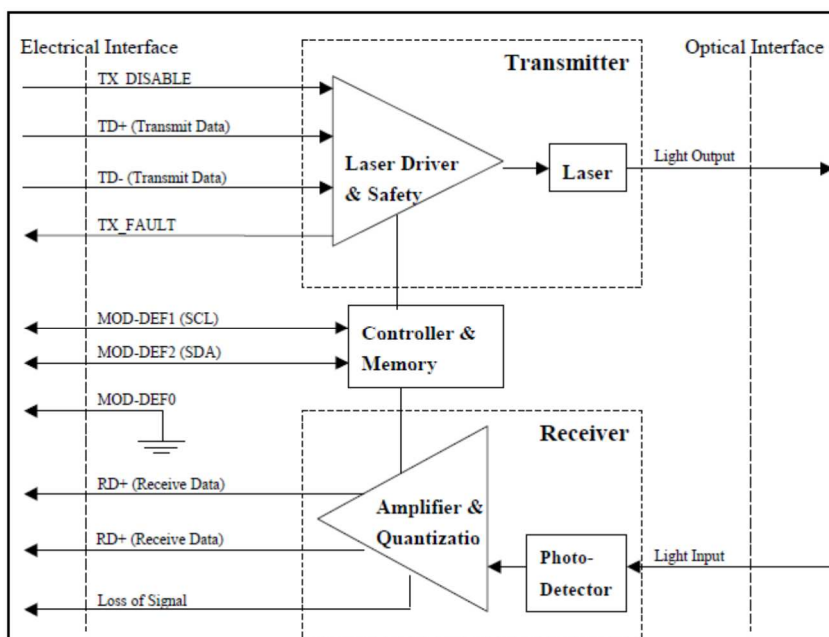 Electrical Interface
Optical Interface
Transmitter
TX_DISABLE
TD+ (Transmit Data)
TD- (Transmit Data)
TX_FAULT
Laser Driver
& Safety
Laser
Light Output
MOD-DEF1 (SCL)
MOD-DEF2 (SDA)
MOD-DEF0
Controller &
Memory
Receiver
RD+ (Receive Data)
RD+ (Receive Data)
Loss of Signal
Amplifier &
Quantizatio
Photo-
Detector
Light Input